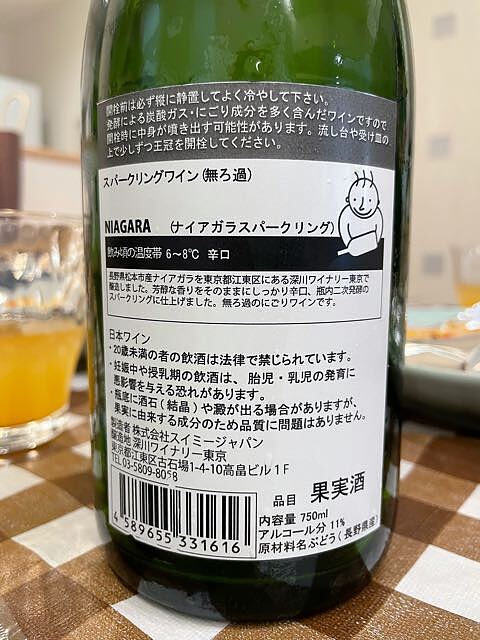 開栓前は必ず縦に静置してよく冷やして下さい。
発酵による炭酸ガス・にごり成分を多く含んだワインですので
開栓時に中身が噴き出す可能性があります。流し台や受け皿の
上で少しずつ王冠を開栓してください。
スパークリングワイン(無ろ過)
NIAGARA (ナイアガラスパークリング)
飲み頃の温度帯 6~8℃ 辛口
長野県松本市産ナイアガラを東京都江東区にある深川ワイナリー東京で
醸造しました。芳醇な香りをそのままにしっかり辛口、瓶内二次発酵の
スパークリングに仕上げました。無ろ過のにごりワインです。
日本ワイン
・20歳未満の者の飲酒は法律で禁じられています。
・妊娠中や授乳期の飲酒は、胎児・乳児の発育に
悪影響を与える恐れがあります。
・瓶底に酒石(結晶)や澱が出る場合がありますが、
果実に由来する成分のため品質に問題はありません。
製造者 株式会社スイミージャパン
醸造地 深川ワイナリー東京
東京都江東区古石場1-4-10高畠ビル1F
TEL03-5809-8058
品目 果実酒
内容量 750ml
アルコール分 11%
原材料名ぶどう(長野県産)
4 589655 331616